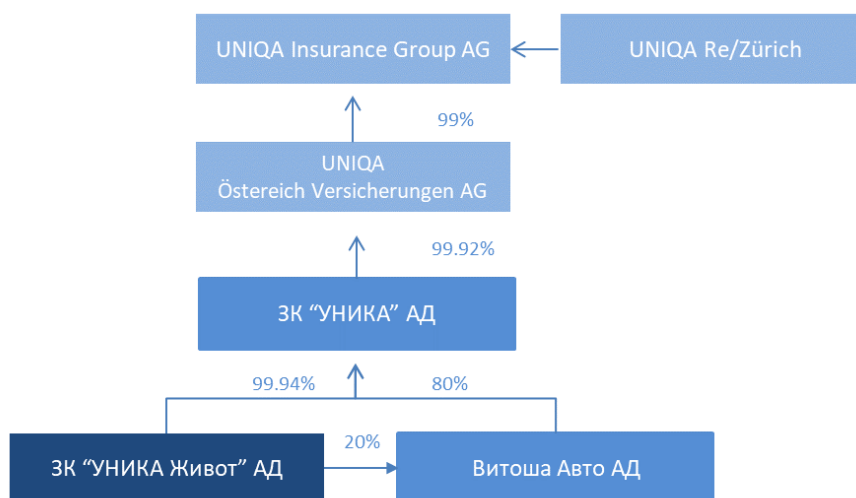 UNIQA Insurance Group AG
UNIQA Re/Zürich
99%
UNIQA
Östereich Versicherungen AG
99.92%
ЗК “УНИКА” АД
99.94%
80%
ЗК “УНИКА Живот” АД
20%
Витоша Авто АД